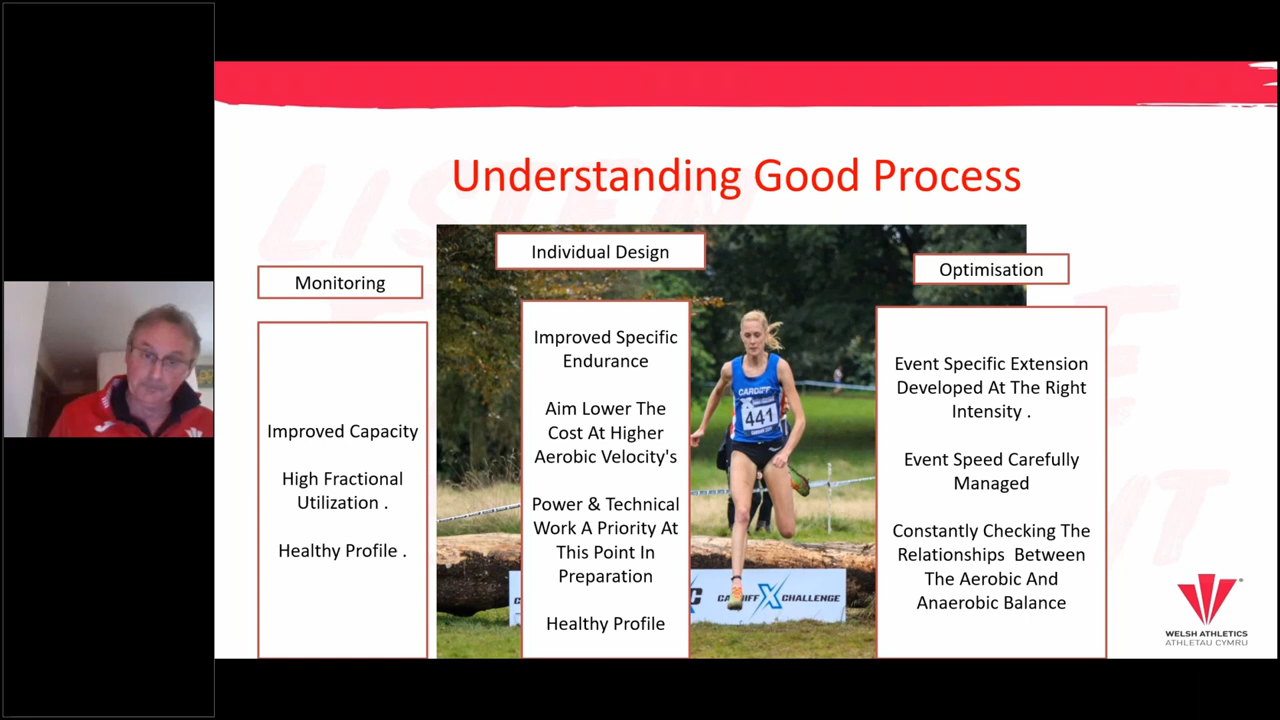 Understanding Good Process
Monitoring
Improved Capacity
High Fractional
Utilization .
Healthy Profile .
Individual Design
Improved Specific
Endurance
Aim Lower The
Cost At Higher
Aerobic Velocity's
Power & Technical
Work A Priority At
This Point In
Preparation
Healthy Profile
CARDIFF
441
CARDIFF X CHALLENGE
Optimisation
Event Specific Extension
Developed At The Right
Intensity .
Event Speed Carefully
Managed
Constantly Checking The
Relationships Between
The Aerobic And
Anaerobic Balance
WELSH ATHLETICS
ATHLETAU CYMRU